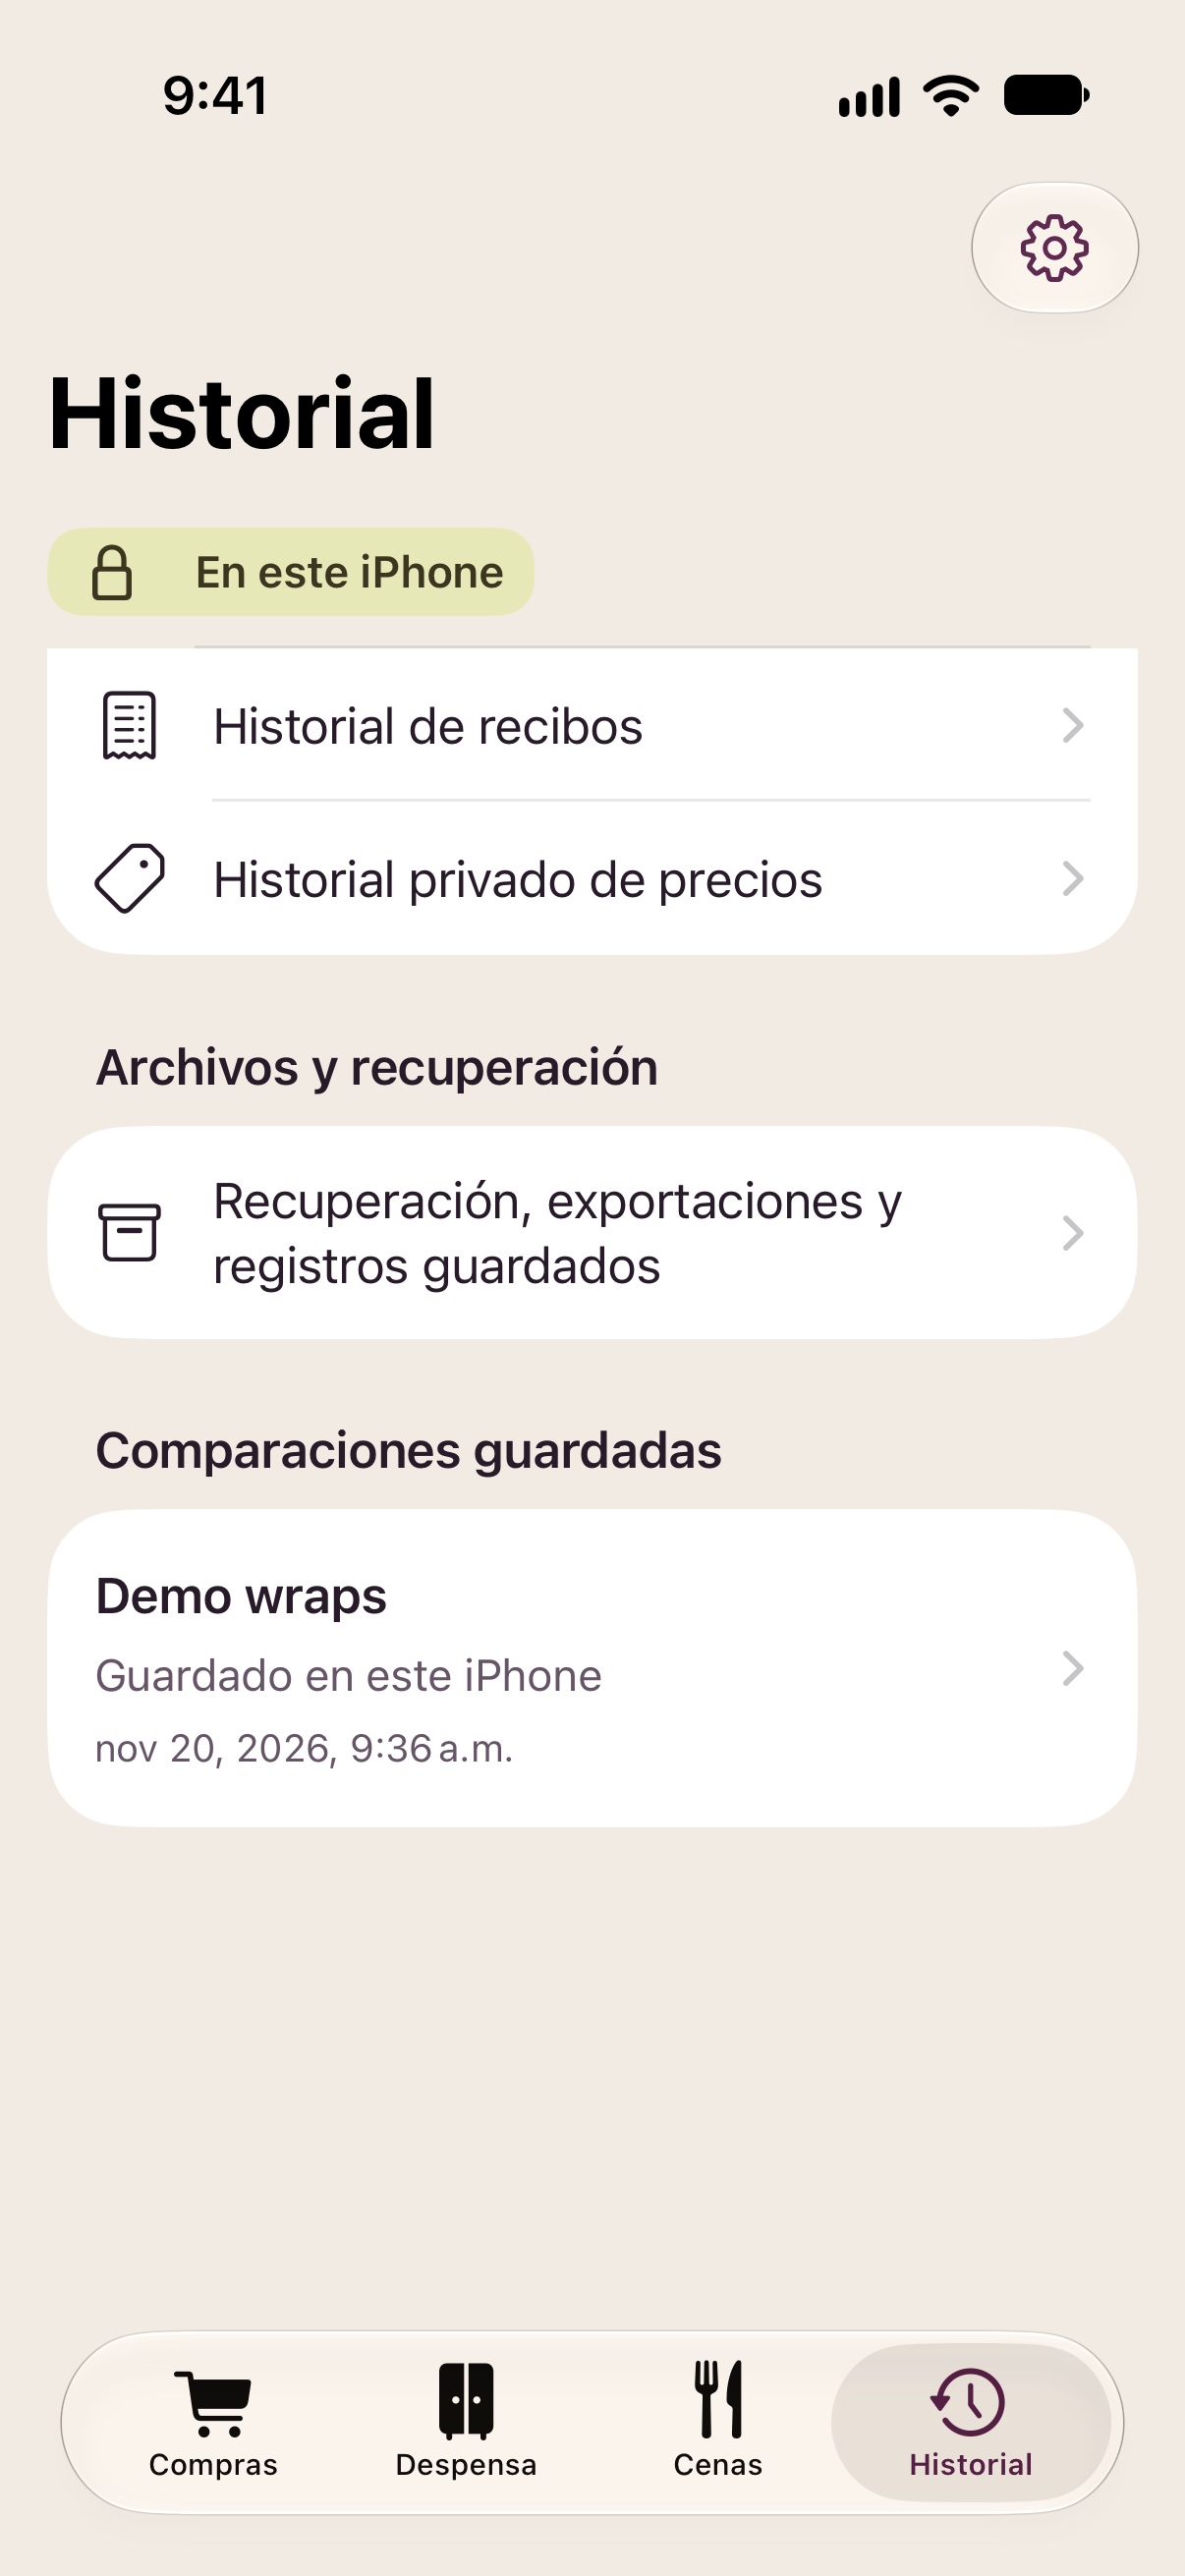 9:41
Historial
En este iPhone
Historial de recibos
Historial privado de precios
Archivos y recuperación
Recuperación, exportaciones y
registros guardados
Comparaciones guardadas
Demo wraps
Guardado en este iPhone
nov 20, 2026, 9:36 a.m.
Compras
Despensa
Cenas
Historial